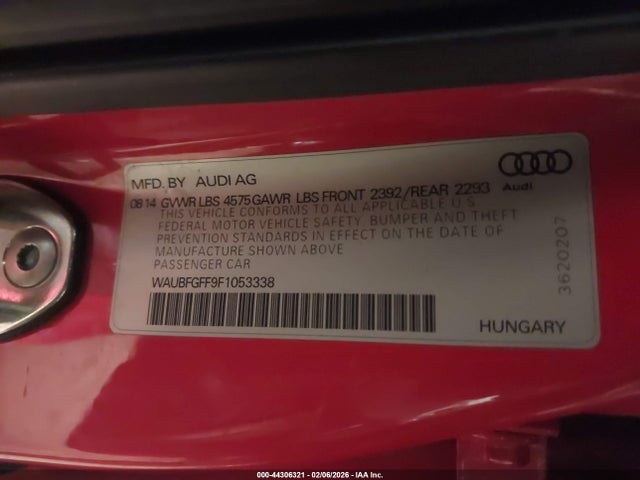 MFD. BY AUDI AG
Audi
08 14 GVWR LBS 4575 GAWR LBS FRONT 2392/REAR 2293
THIS VEHICLE CONFORMS TO ALL APPLICABLE U S
FEDERAL MOTOR VEHICLE SAFETY BUMPER AND THEFT
PREVENTION STANDARDS IN EFFECT ON THE DATE OF
MANUFACTURE SHOWN ABOVE
PASSENGER CAR
WAUBFGFF9F1053338
HUNGARY
3620207
000-44306321 - 02/06/2026 - IAA Inc.